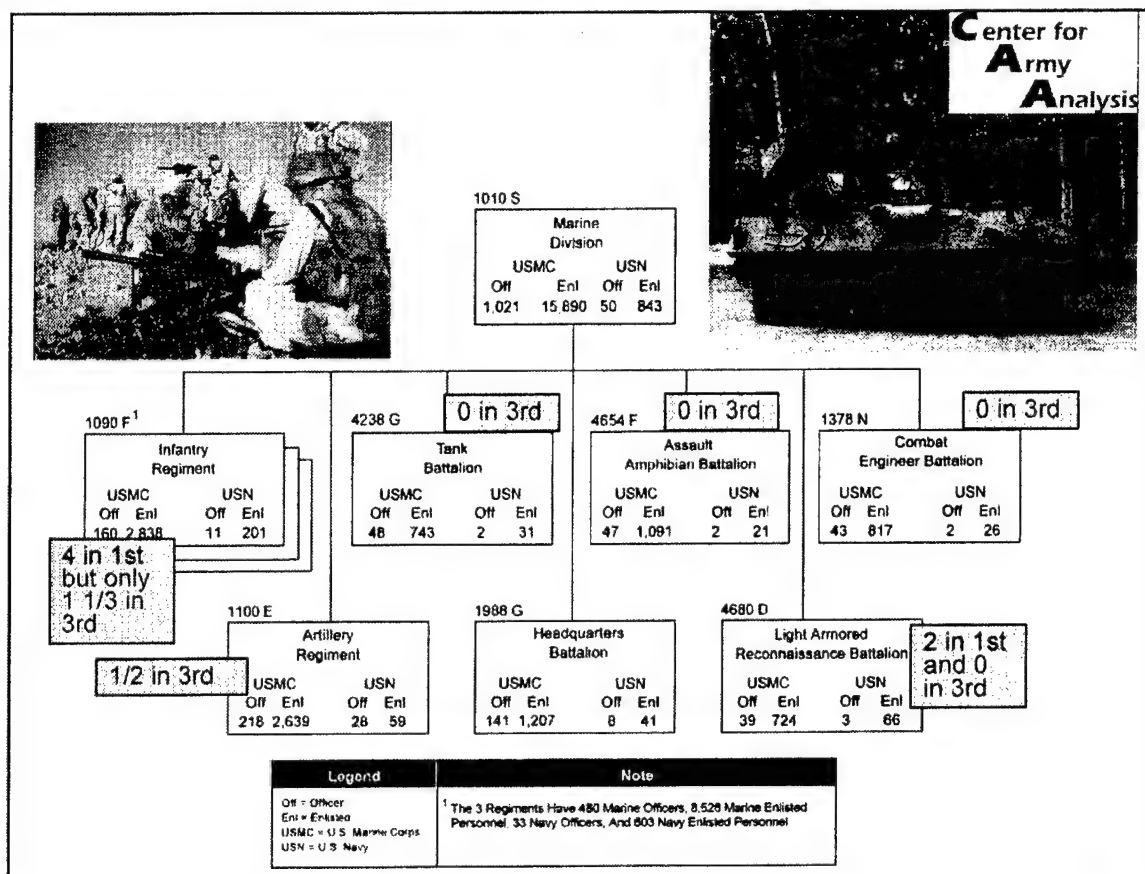 Center for
Army
Analysis
1010 S
Marine
Division
USMC USN
Off Enl Off Enl
1,021 15,890 50 843
1090 F1
Infantry
Regiment
USMC USN
Off Enl Off Enl
160 2,838 11 201
4 in 1st
but only
1 1/3 in
3rd
4238 G
0 in 3rd
Tank
Battalion
USMC USN
Off Enl Off Enl
48 743 2 31
4654 F
0 in 3rd
Assault
Amphibian Battalion
USMC USN
Off Enl Off Enl
47 1,091 2 21
1378 N
0 in 3rd
Combat
Engineer Battalion
USMC USN
Off Enl Off Enl
43 817 2 26
1100 E
Artillery
Regiment
1/2 in 3rd
USMC USN
Off Enl Off Enl
218 2,639 28 59
1988 G
Headquarters
Battalion
USMC USN
Off Enl Off Enl
141 1,207 8 41
4680 D
Light Armored
Reconnaissance Battalion
USMC USN
Off Enl Off Enl
39 724 3 66
2 in 1st
and 0
in 3rd
Legend
Off = Officer
Enl = Enlisted
USMC = U.S. Marine Corps
USN = U.S. Navy
Note
1 The 3 Regiments Have 480 Marine Officers, 8,526 Marine Enlisted
Personnel, 33 Navy Officers, And 603 Navy Enlisted Personnel